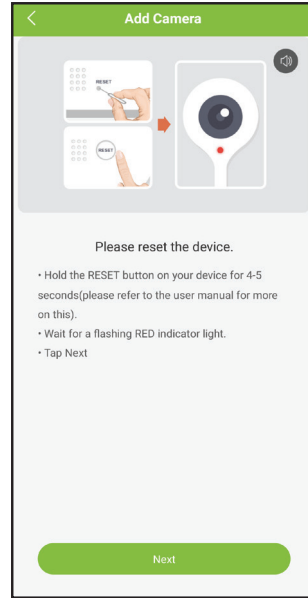 Add Camera
RESET
RESET
Please reset the device.
• Hold the RESET button on your device for 4-5
seconds(please refer to the user manual for more
on this).
• Wait for a flashing RED indicator light.
• Tap Next
Next